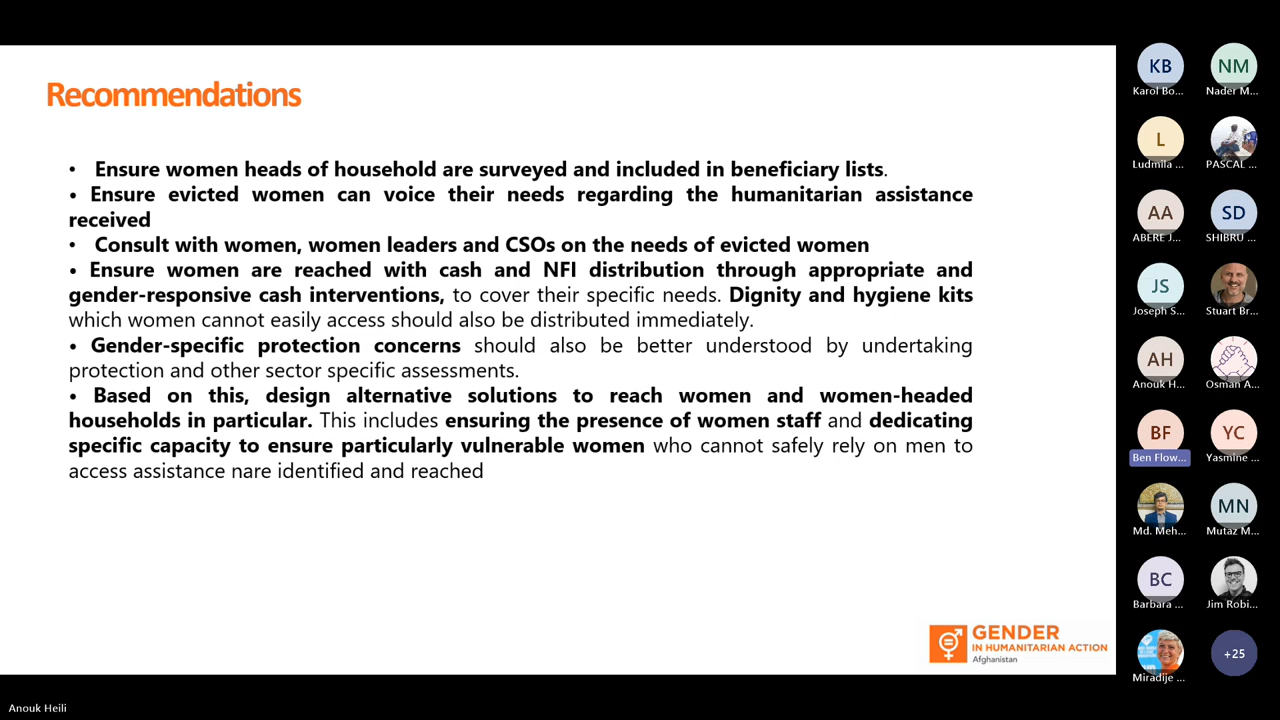 Recommendations
• Ensure women heads of household are surveyed and included in beneficiary lists.
• Ensure evicted women can voice their needs regarding the humanitarian assistance
received
• Consult with women, women leaders and CSOs on the needs of evicted women
• Ensure women are reached with cash and NFI distribution through appropriate and
gender-responsive cash interventions, to cover their specific needs. Dignity and hygiene kits
which women cannot easily access should also be distributed immediately.
• Gender-specific protection concerns should also be better understood by undertaking
protection and other sector specific assessments.
• Based on this, design alternative solutions to reach women and women-headed
households in particular. This includes ensuring the presence of women staff and dedicating
specific capacity to ensure particularly vulnerable women who cannot safely rely on men to
access assistance nare identified and reached
GENDER
IN HUMANITARIAN ACTION
Afghanistan
KB
Karol Bo...
NM
Nader M...
L
Ludmila ...
PASCAL ...
AA
ABERE J...
SD
SHIBRU ...
JS
Joseph S...
Stuart Br...
AH
Anouk H...
Osman A...
BF
Ben Flow...
YC
Yasmine ...
Md. Meh...
MN
Mutaz M...
BC
Barbara ...
Jim Robi...
Miradije ...
+25
Anouk Heili